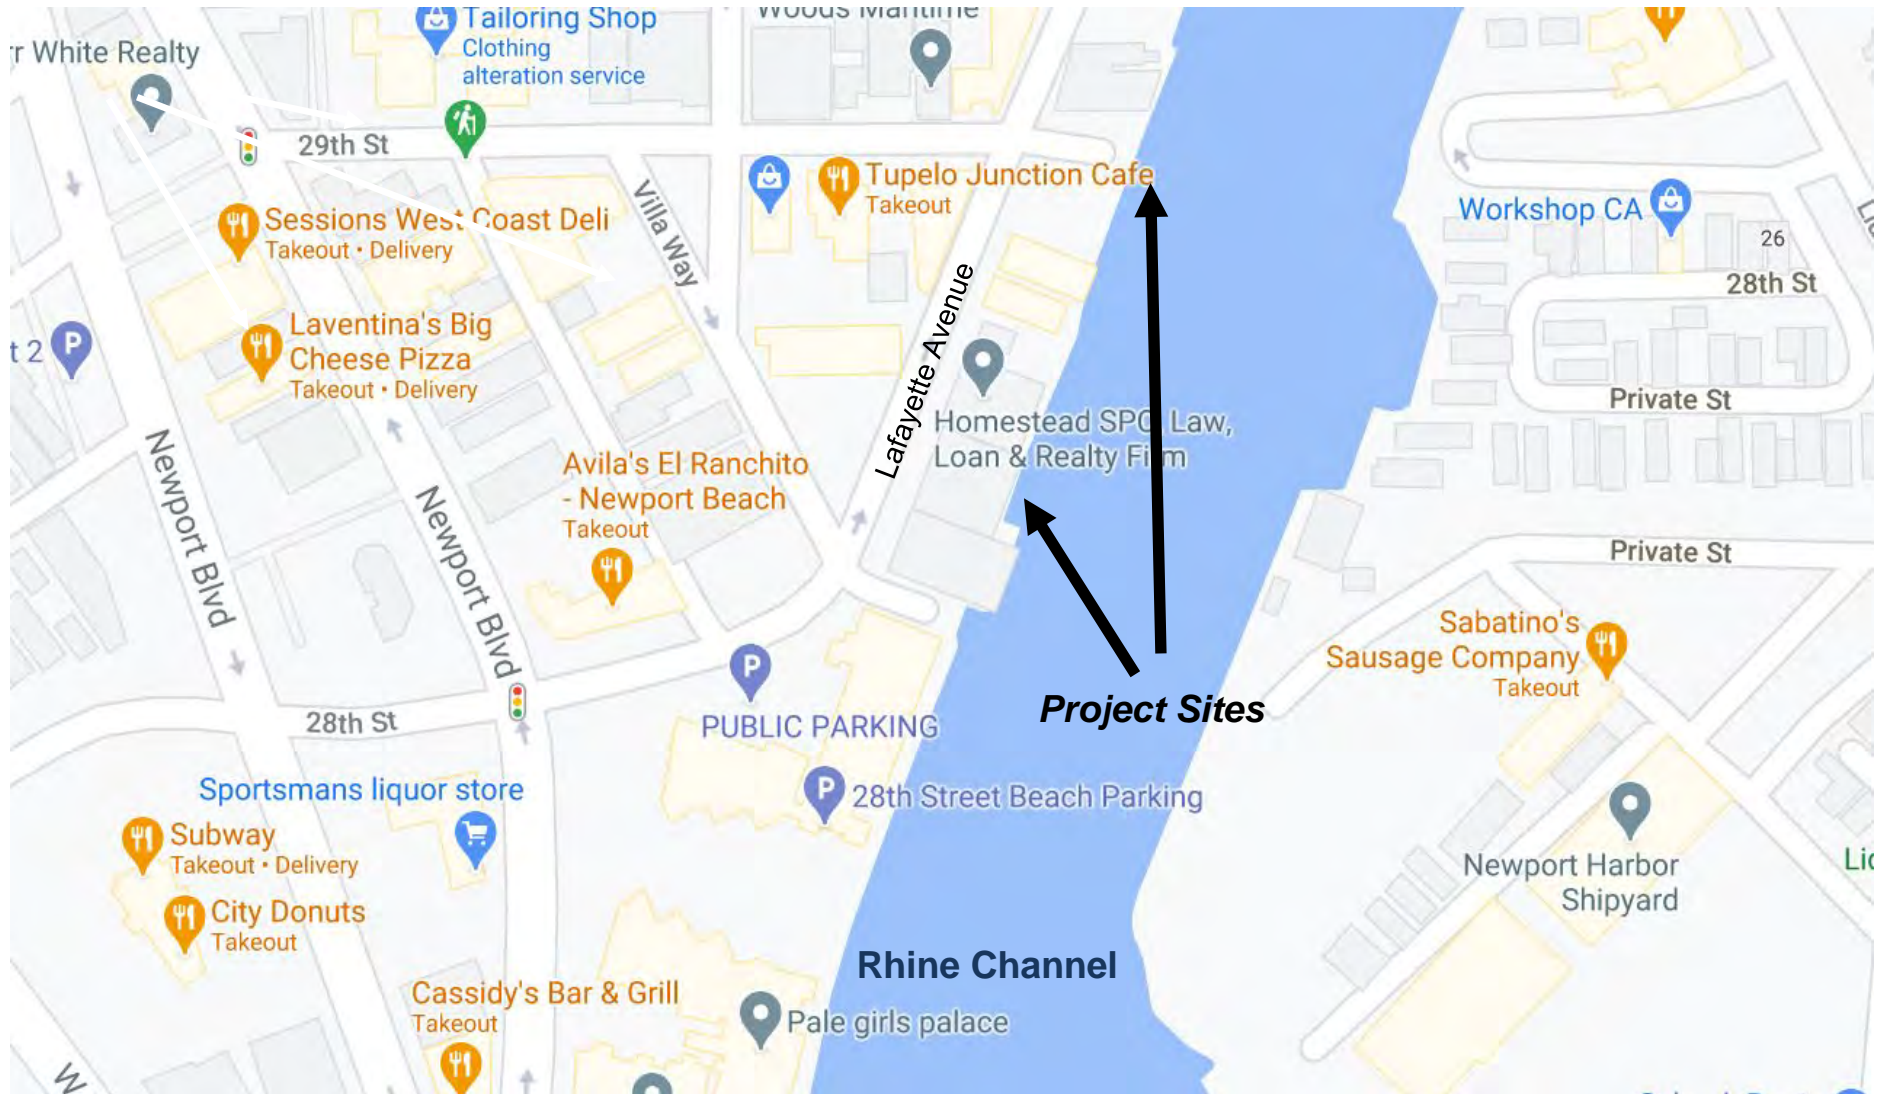 Tailoring Shop
Clothing
alteration service
Woods Maritime
r White Realty
29th St
Tupelo Junction Cafe
Takeout
Villa Way
Sessions West Coast Deli
Takeout • Delivery
Workshop CA
26
28th St
Lafayette Avenue
t 2
P
Laventina's Big
Cheese Pizza
Takeout • Delivery
Private St
Homestead SPC Law,
Loan & Realty Firm
Newport Blvd
Newport Blvd
Avila's El Ranchito
- Newport Beach
Takeout
Private St
Sabatino's
Sausage Company
Takeout
P
PUBLIC PARKING
Project Sites
28th St
Sportsmans liquor store
P
28th Street Beach Parking
Subway
Takeout • Delivery
City Donuts
Takeout
Newport Harbor
Shipyard
Lic
Rhine Channel
Cassidy's Bar & Grill
Takeout
Pale girls palace
W